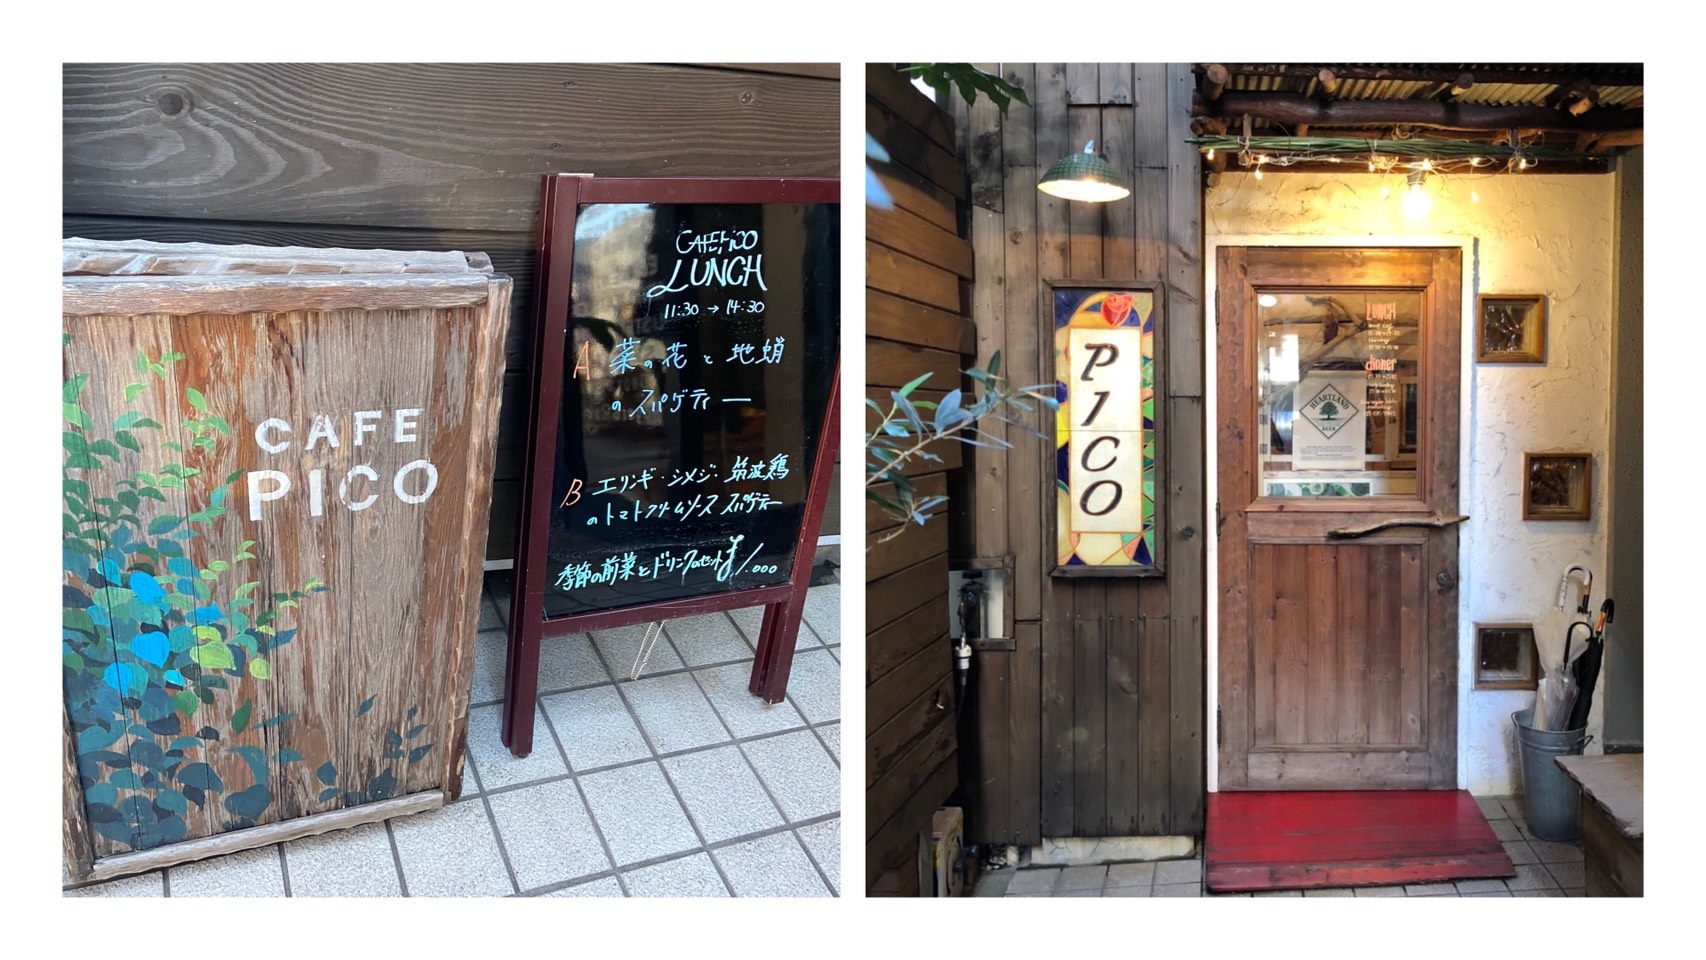 CAFE
PICO
CAFE PICO
LUNCH
11:30 → 14:30
A 菜の花と地蛸
のスパゲティー
B エリンギ・シメジ・筑波鶏
のトマトクリームソース スパゲティー
季節の前菜とドリンクのセット ¥1.000
PICO
LUNCH
dinner
HEARTLAND
BEER